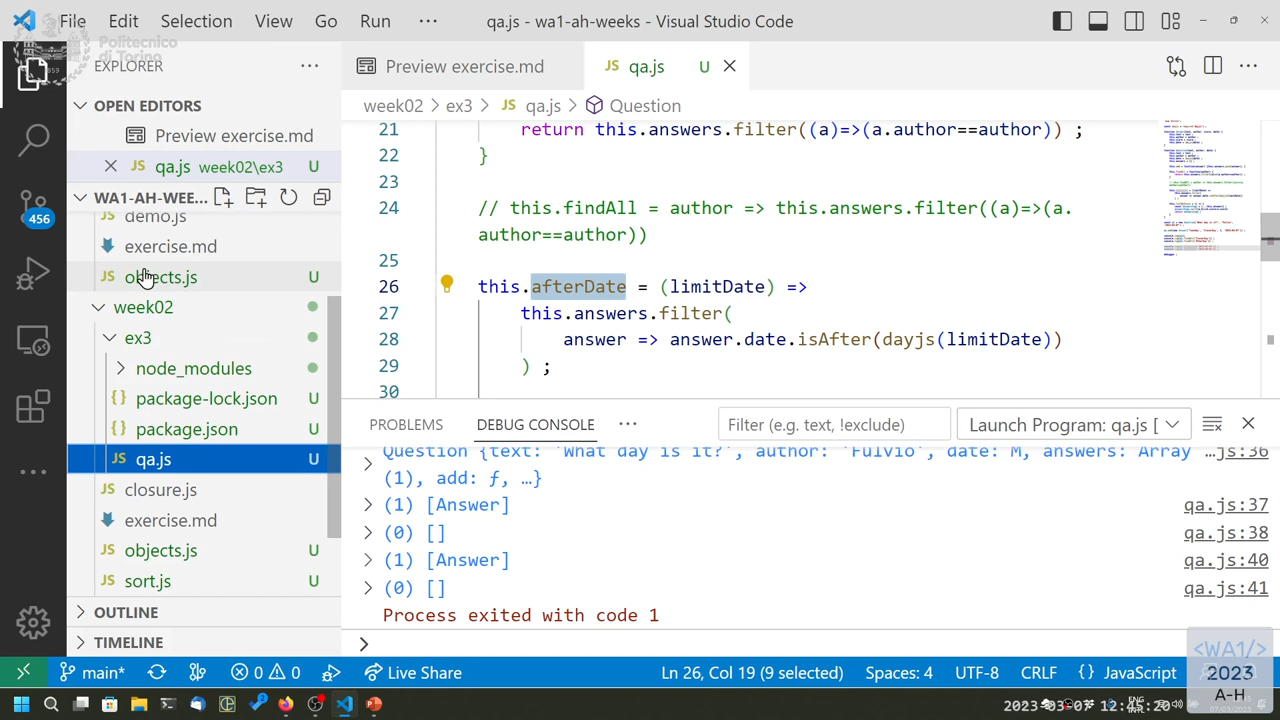 File Edit Selection View Go Run ··· qa.js - wa1-ah-weeks - Visual Studio Code
Politecnico
di Torino
EXPLORER ···
Preview exercise.md
JS qa.js U
OPEN EDITORS
Preview exercise.md
JS qa.js week02\ex3 U
WA1-AH-WEE...
demo.js
exercise.md
JS objects.js U
week02
ex3
node_modules
{} package-lock.json U
{} package.json U
JS qa.js U
JS closure.js
exercise.md
JS objects.js U
JS sort.js U
OUTLINE
TIMELINE
456
week02 > ex3 > JS qa.js > Question
21 return this.answers.filter((a)=>(a.author==author)) ;
22 }
23
24 //this.findAll = author => this.answers.filter((a)=>(a.
author==author))
25
26 this.afterDate = (limitDate) =>
27 this.answers.filter(
28 answer => answer.date.isAfter(dayjs(limitDate))
29 ) ;
30
PROBLEMS DEBUG CONSOLE ··· Filter (e.g. text, !exclude) Launch Program: qa.js [
Question {text: 'What day is it?', author: 'Fulvio', date: M, answers: Array …js:36
(1), add: ƒ, …}
(1) [Answer] qa.js:37
(0) [] qa.js:38
(1) [Answer] qa.js:40
(0) [] qa.js:41
Process exited with code 1
main* 0 0 Live Share Ln 26, Col 19 (9 selected) Spaces: 4 UTF-8 CRLF {} JavaScript
<WA1/>
2023
A-H